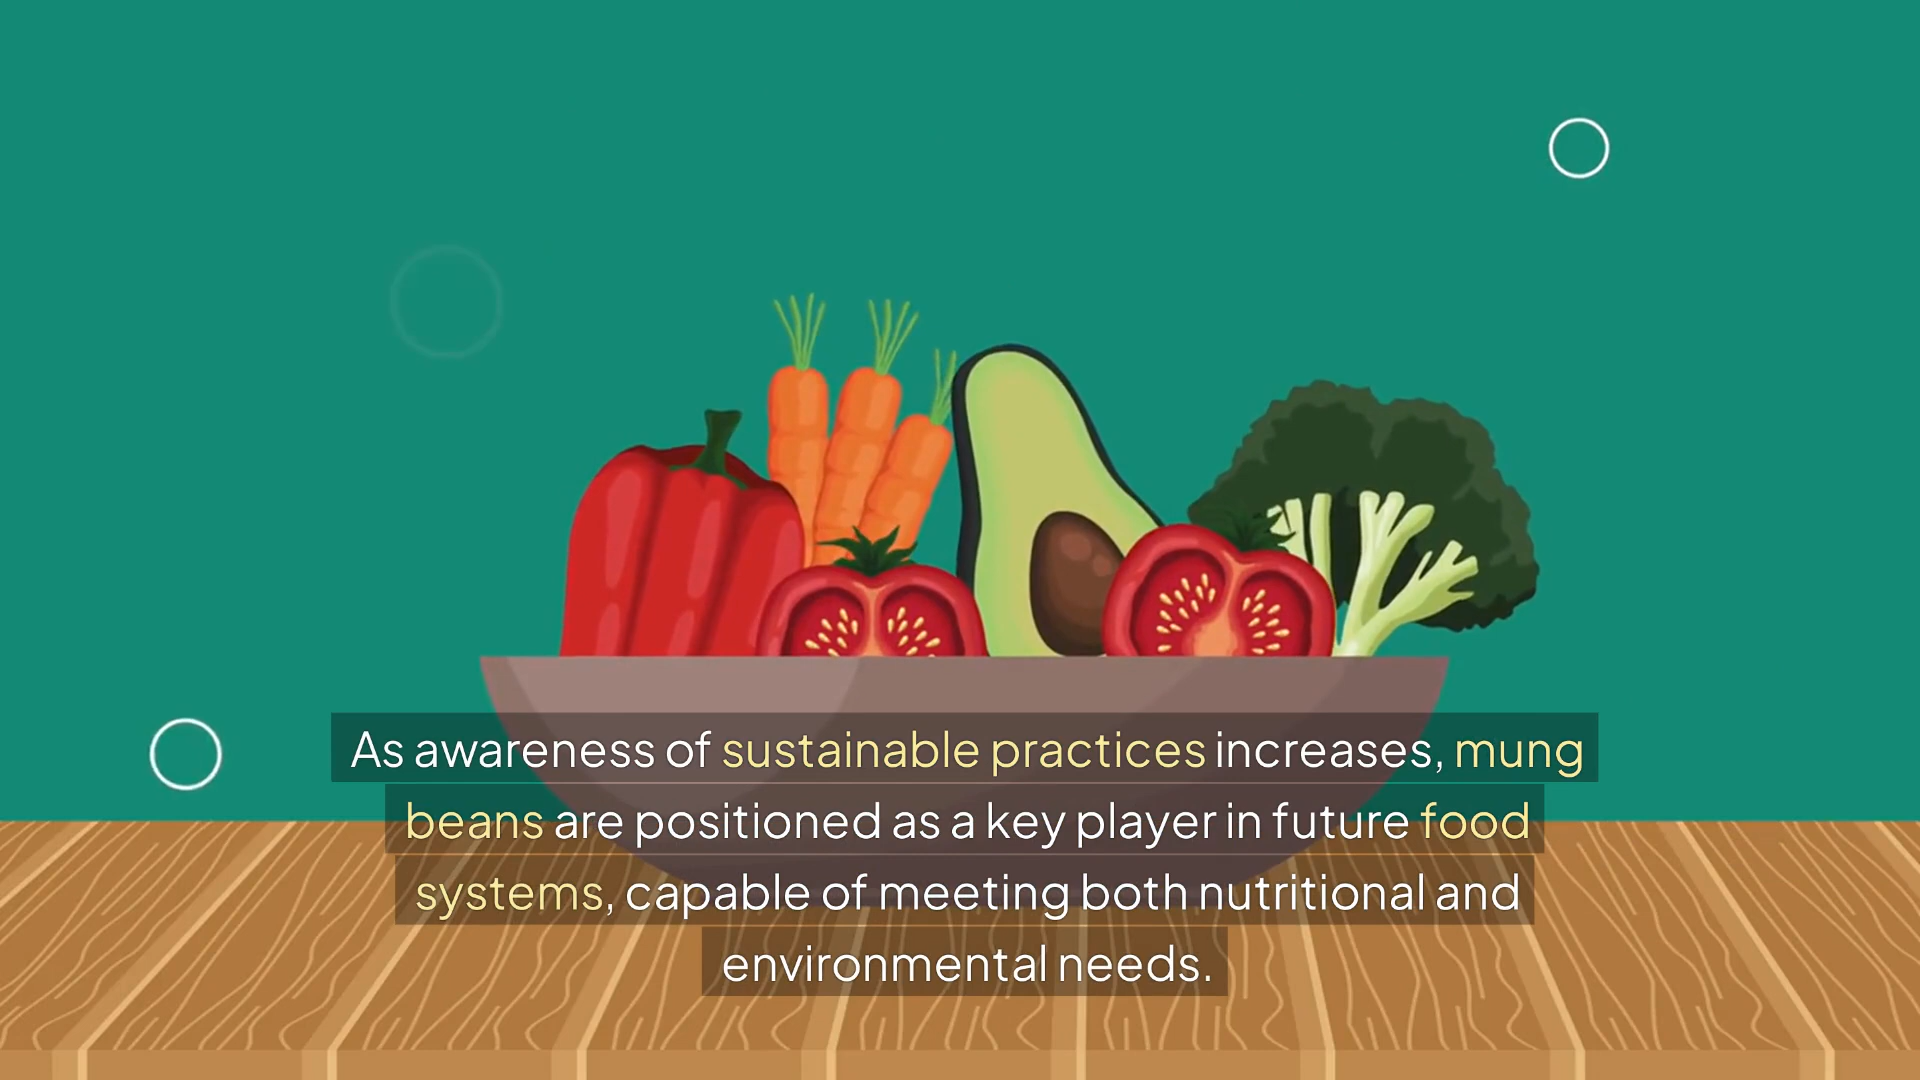 As awareness of sustainable practices increases, mung
beans are positioned as a key player in future food
systems, capable of meeting both nutritional and
environmental needs.